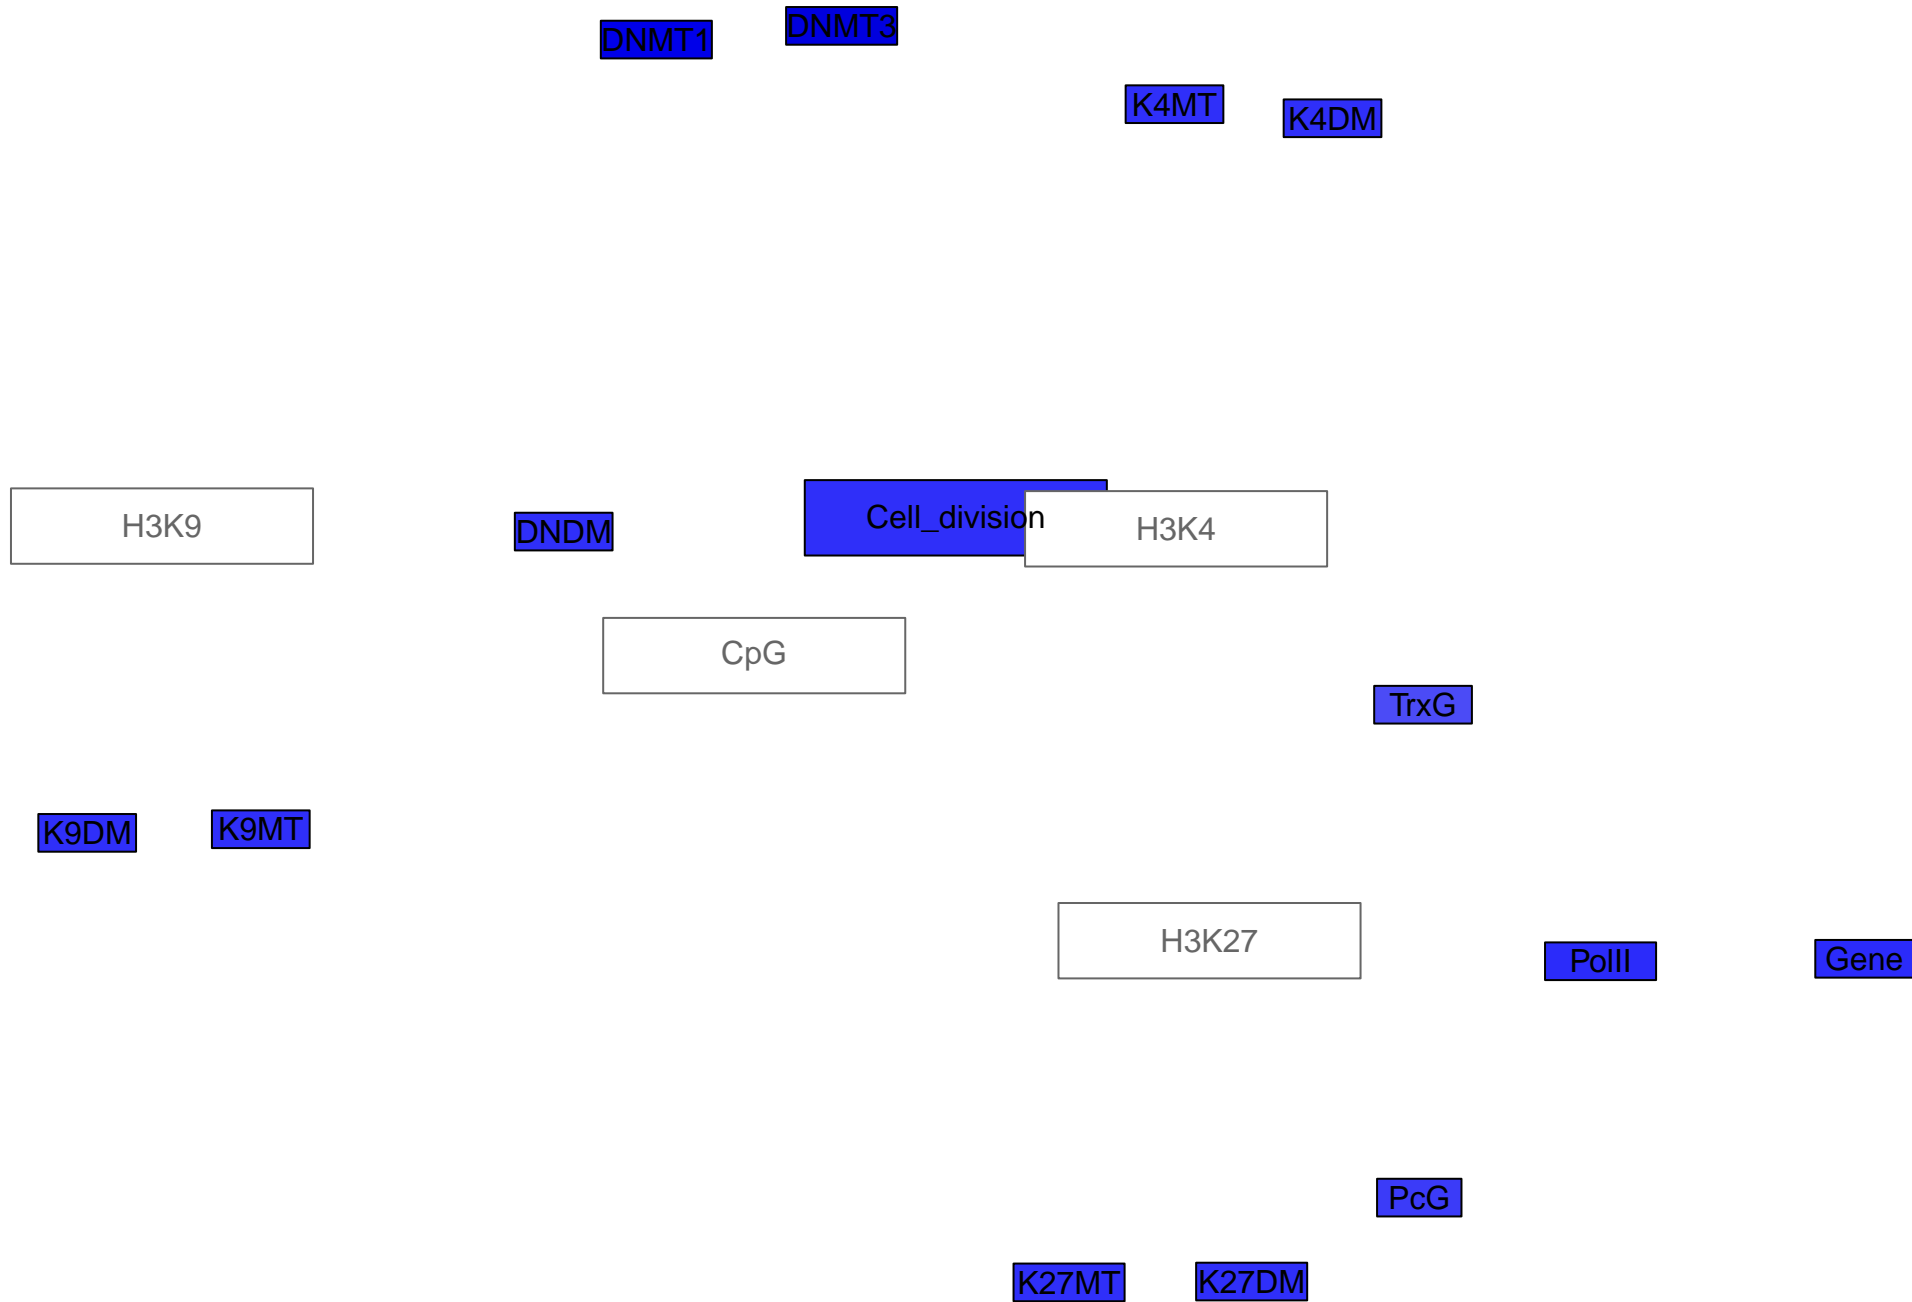 DNMT1
DNMT3
K4MT
K4DM
H3K9
DNDM
Cell_division
H3K4
CpG
TrxG
K9DM
K9MT
H3K27
PolII
Gene
PcG
K27MT
K27DM